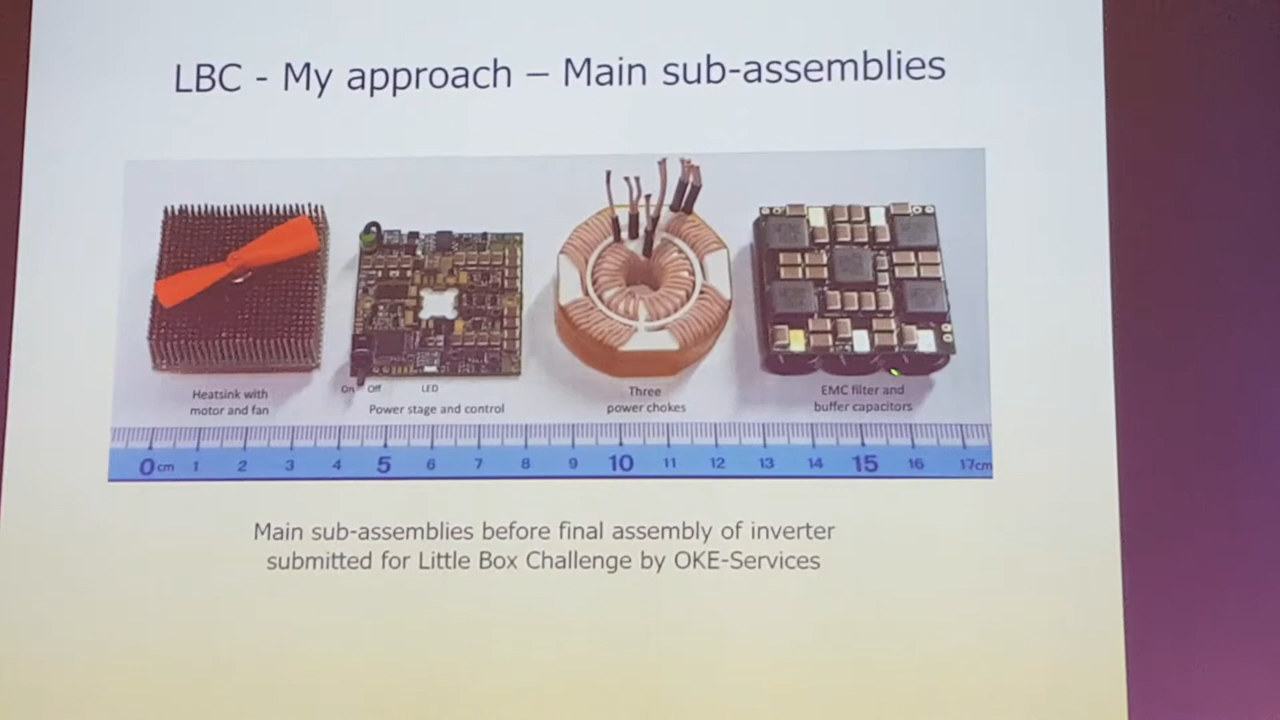 LBC - My approach – Main sub-assemblies
On Off LED
Heatsink with
motor and fan
Power stage and control
Three
power chokes
EMC filter and
buffer capacitors
0 cm 1 2 3 4 5 6 7 8 9 10 11 12 13 14 15 16 17cm
Main sub-assemblies before final assembly of inverter
submitted for Little Box Challenge by OKE-Services